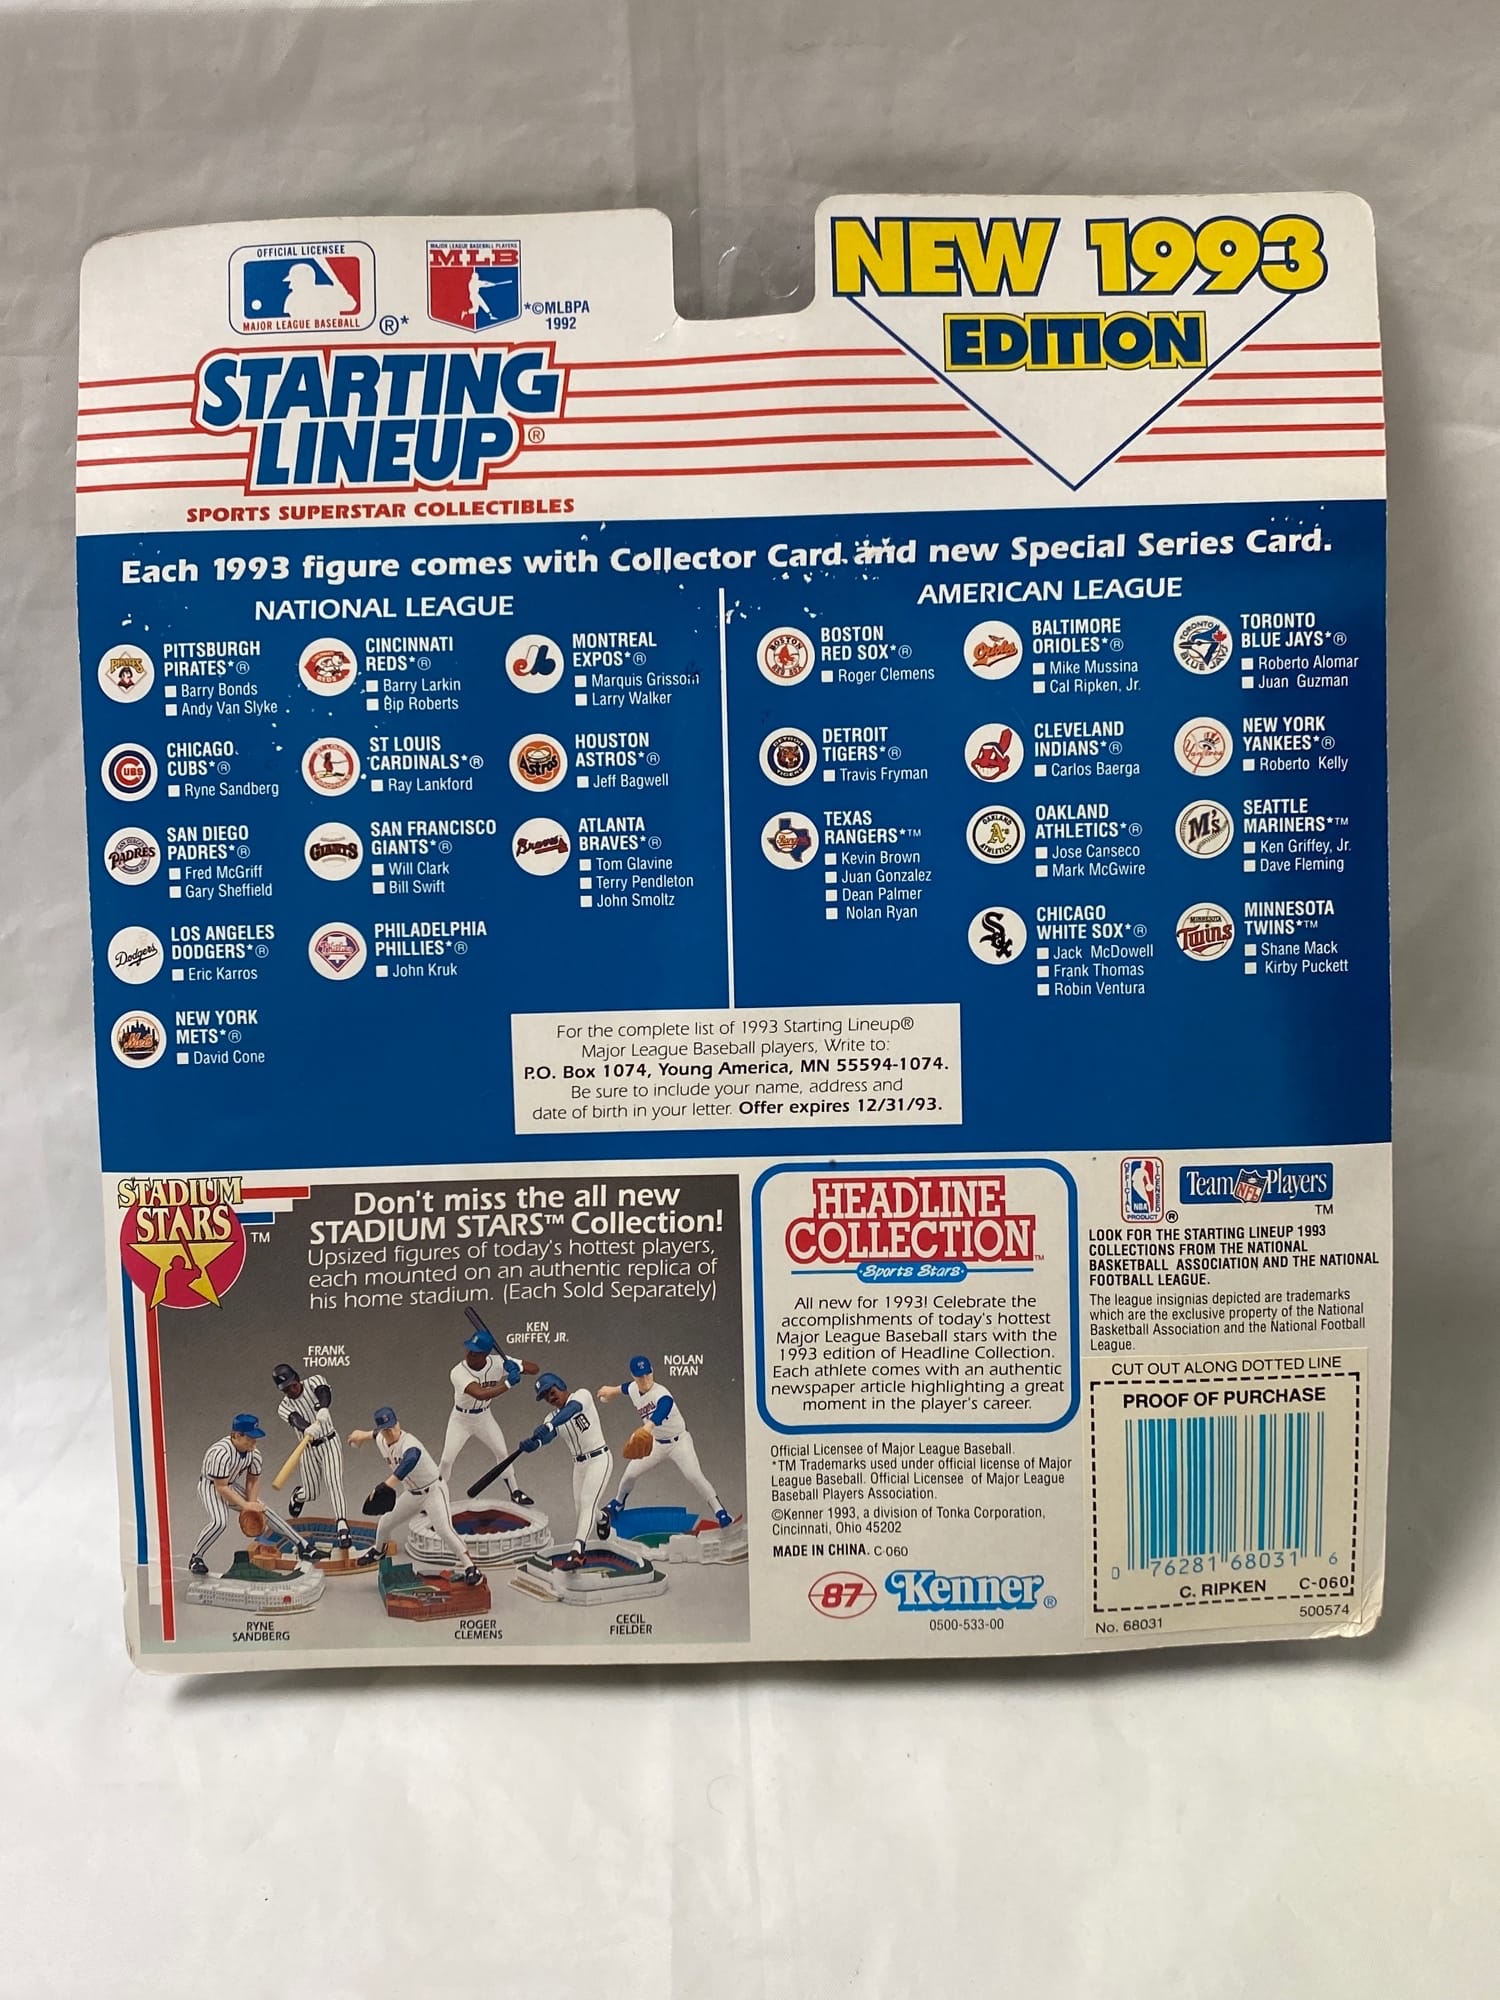 OFFICIAL LICENSEE
MAJOR LEAGUE BASEBALL
®*
MAJOR LEAGUE BASEBALL PLAYERS
MLB
*©MLBPA
1992
NEW 1993
EDITION
STARTING
LINEUP®
SPORTS SUPERSTAR COLLECTIBLES
Each 1993 figure comes with Collector Card and new Special Series Card.
NATIONAL LEAGUE
PITTSBURGH
PIRATES*®
Barry Bonds
Andy Van Slyke
CHICAGO
CUBS*®
Ryne Sandberg
SAN DIEGO
PADRES*®
Fred McGriff
Gary Sheffield
LOS ANGELES
DODGERS*®
Eric Karros
NEW YORK
METS*®
David Cone
CINCINNATI
REDS*®
Barry Larkin
Bip Roberts
ST LOUIS
CARDINALS*®
Ray Lankford
SAN FRANCISCO
GIANTS*®
Will Clark
Bill Swift
PHILADELPHIA
PHILLIES*®
John Kruk
MONTREAL
EXPOS*®
Marquis Grissom
Larry Walker
HOUSTON
ASTROS*®
Jeff Bagwell
ATLANTA
BRAVES*®
Tom Glavine
Terry Pendleton
John Smoltz
AMERICAN LEAGUE
BOSTON
RED SOX*®
Roger Clemens
DETROIT
TIGERS*®
Travis Fryman
TEXAS
RANGERS*™
Kevin Brown
Juan Gonzalez
Dean Palmer
Nolan Ryan
BALTIMORE
ORIOLES*®
Mike Mussina
Cal Ripken, Jr.
CLEVELAND
INDIANS*®
Carlos Baerga
OAKLAND
ATHLETICS*®
Jose Canseco
Mark McGwire
CHICAGO
WHITE SOX*®
Jack McDowell
Frank Thomas
Robin Ventura
TORONTO
BLUE JAYS*®
Roberto Alomar
Juan Guzman
NEW YORK
YANKEES*®
Roberto Kelly
SEATTLE
MARINERS*™
Ken Griffey, Jr.
Dave Fleming
MINNESOTA
TWINS*™
Shane Mack
Kirby Puckett
For the complete list of 1993 Starting Lineup®
Major League Baseball players, Write to:
P.O. Box 1074, Young America, MN 55594-1074.
Be sure to include your name, address and
date of birth in your letter. Offer expires 12/31/93.
STADIUM
STARS ™
Don't miss the all new
STADIUM STARS™ Collection!
Upsized figures of today's hottest players,
each mounted on an authentic replica of
his home stadium. (Each Sold Separately)
FRANK
THOMAS
KEN
GRIFFEY, JR.
NOLAN
RYAN
RYNE
SANDBERG
ROGER
CLEMENS
CECIL
FIELDER
HEADLINE
COLLECTION™
Sports Stars
All new for 1993! Celebrate the
accomplishments of today's hottest
Major League Baseball stars with the
1993 edition of Headline Collection.
Each athlete comes with an authentic
newspaper article highlighting a great
moment in the player's career.
Official Licensee of Major League Baseball.
*TM Trademarks used under official license of Major
League Baseball. Official Licensee of Major League
Baseball Players Association.
©Kenner 1993, a division of Tonka Corporation,
Cincinnati, Ohio 45202
MADE IN CHINA. C-060
87
Kenner®
0500-533-00
OFFICIAL
LICENSED
NBA
PRODUCT
®
Team NFL Players
TM
LOOK FOR THE STARTING LINEUP 1993
COLLECTIONS FROM THE NATIONAL
BASKETBALL ASSOCIATION AND THE NATIONAL
FOOTBALL LEAGUE.
The league insignias depicted are trademarks
which are the exclusive property of the National
Basketball Association and the National Football
League.
CUT OUT ALONG DOTTED LINE
PROOF OF PURCHASE
0 76281 68031 6
C. RIPKEN C-060
500574
No. 68031